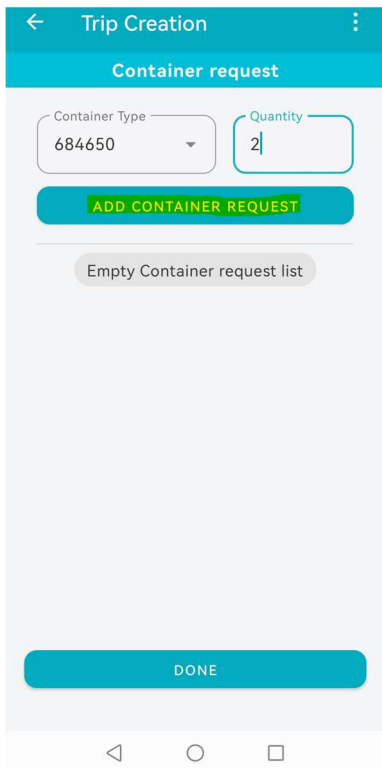 Trip Creation
Container request
Container Type
Quantity
684650
2
ADD CONTAINER REQUEST
Empty Container request list
DONE